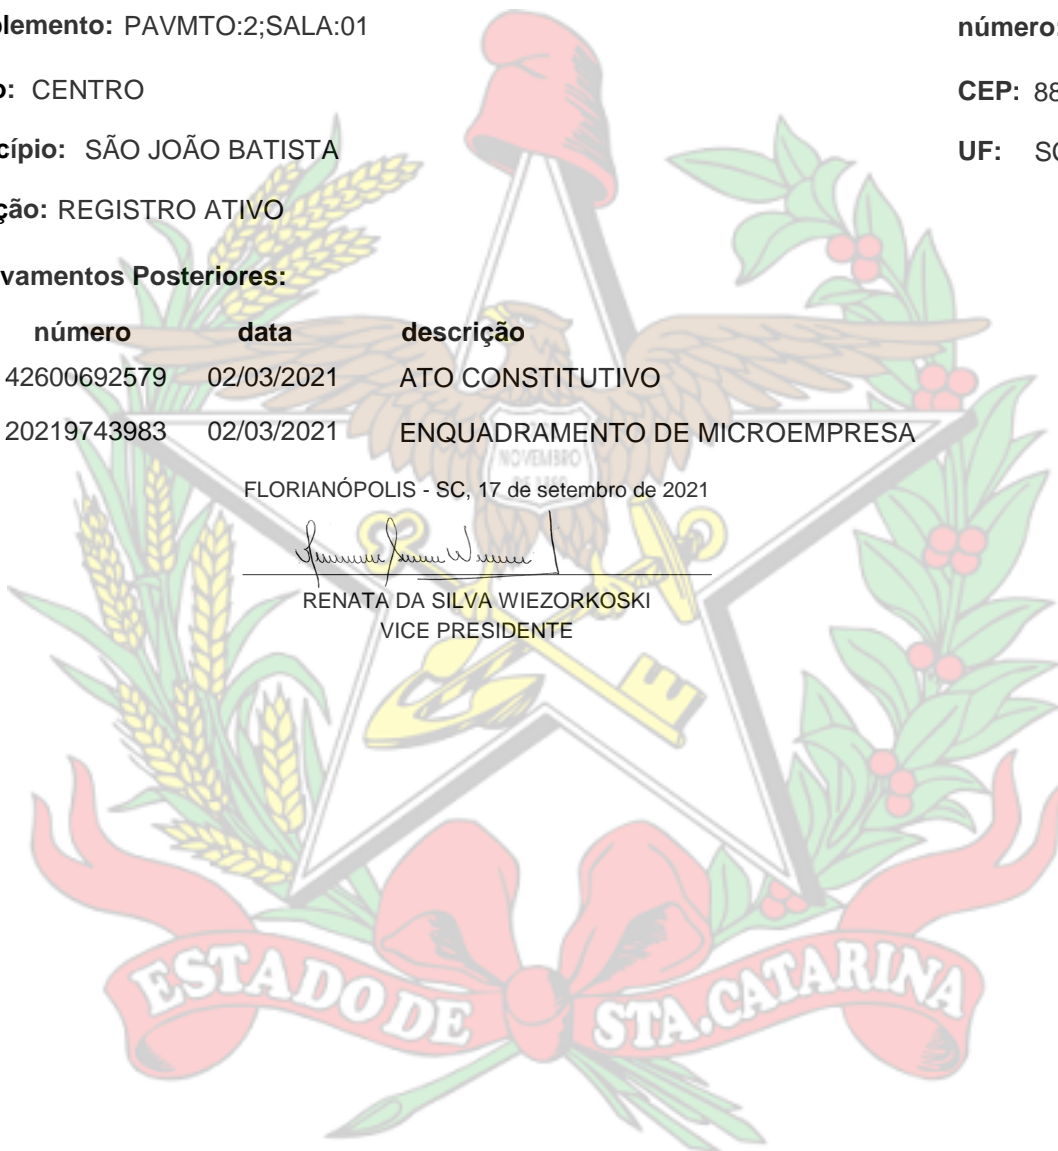 plemento: PAVMTO:2;SALA:01 número:
o: CENTRO CEP: 88
cípio: SÃO JOÃO BATISTA UF: SC
ção: REGISTRO ATIVO
vamentos Posteriores:
número data descrição
42600692579 02/03/2021 ATO CONSTITUTIVO
20219743983 02/03/2021 ENQUADRAMENTO DE MICROEMPRESA
NOVEMBRO
FLORIANÓPOLIS - SC, 17 de setembro de 2021
RENATA DA SILVA WIEZORKOSKI
VICE PRESIDENTE
ESTADO DE STA.CATARINA